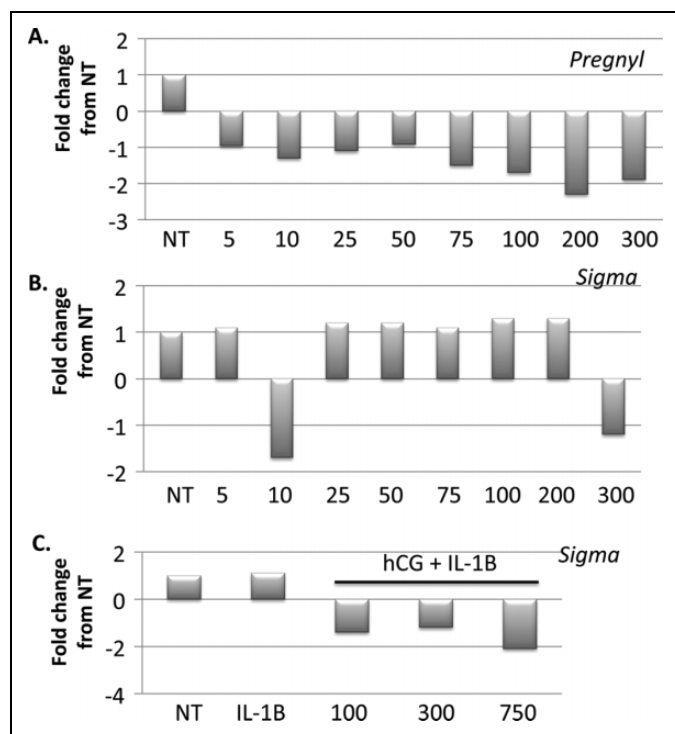 A.
Pregnyl
Fold change
from NT
2
1
0
-1
-2
-3
NT 5 10 25 50 75 100 200 300
B.
Sigma
Fold change
from NT
2
1
0
-1
-2
NT 5 10 25 50 75 100 200 300
C.
Sigma
hCG + IL-1B
Fold change
from NT
2
0
-2
-4
NT IL-1B 100 300 750